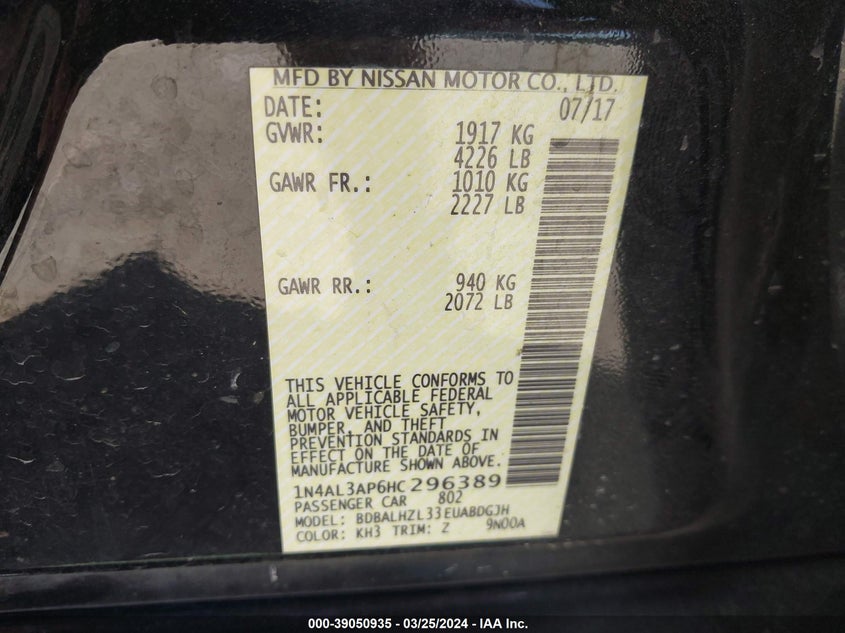 MFD BY NISSAN MOTOR CO., LTD.
DATE: 07/17
GVWR: 1917 KG
4226 LB
GAWR FR.: 1010 KG
2227 LB
GAWR RR.: 940 KG
2072 LB
THIS VEHICLE CONFORMS TO
ALL APPLICABLE FEDERAL
MOTOR VEHICLE SAFETY,
BUMPER, AND THEFT
PREVENTION STANDARDS IN
EFFECT ON THE DATE OF
MANUFACTURE SHOWN ABOVE.
1N4AL3AP6HC296389
PASSENGER CAR 802
MODEL: BDBALHZL33EUABDGJH
COLOR: KH3 TRIM: Z 9N00A
000-39050935 - 03/25/2024 - IAA Inc.